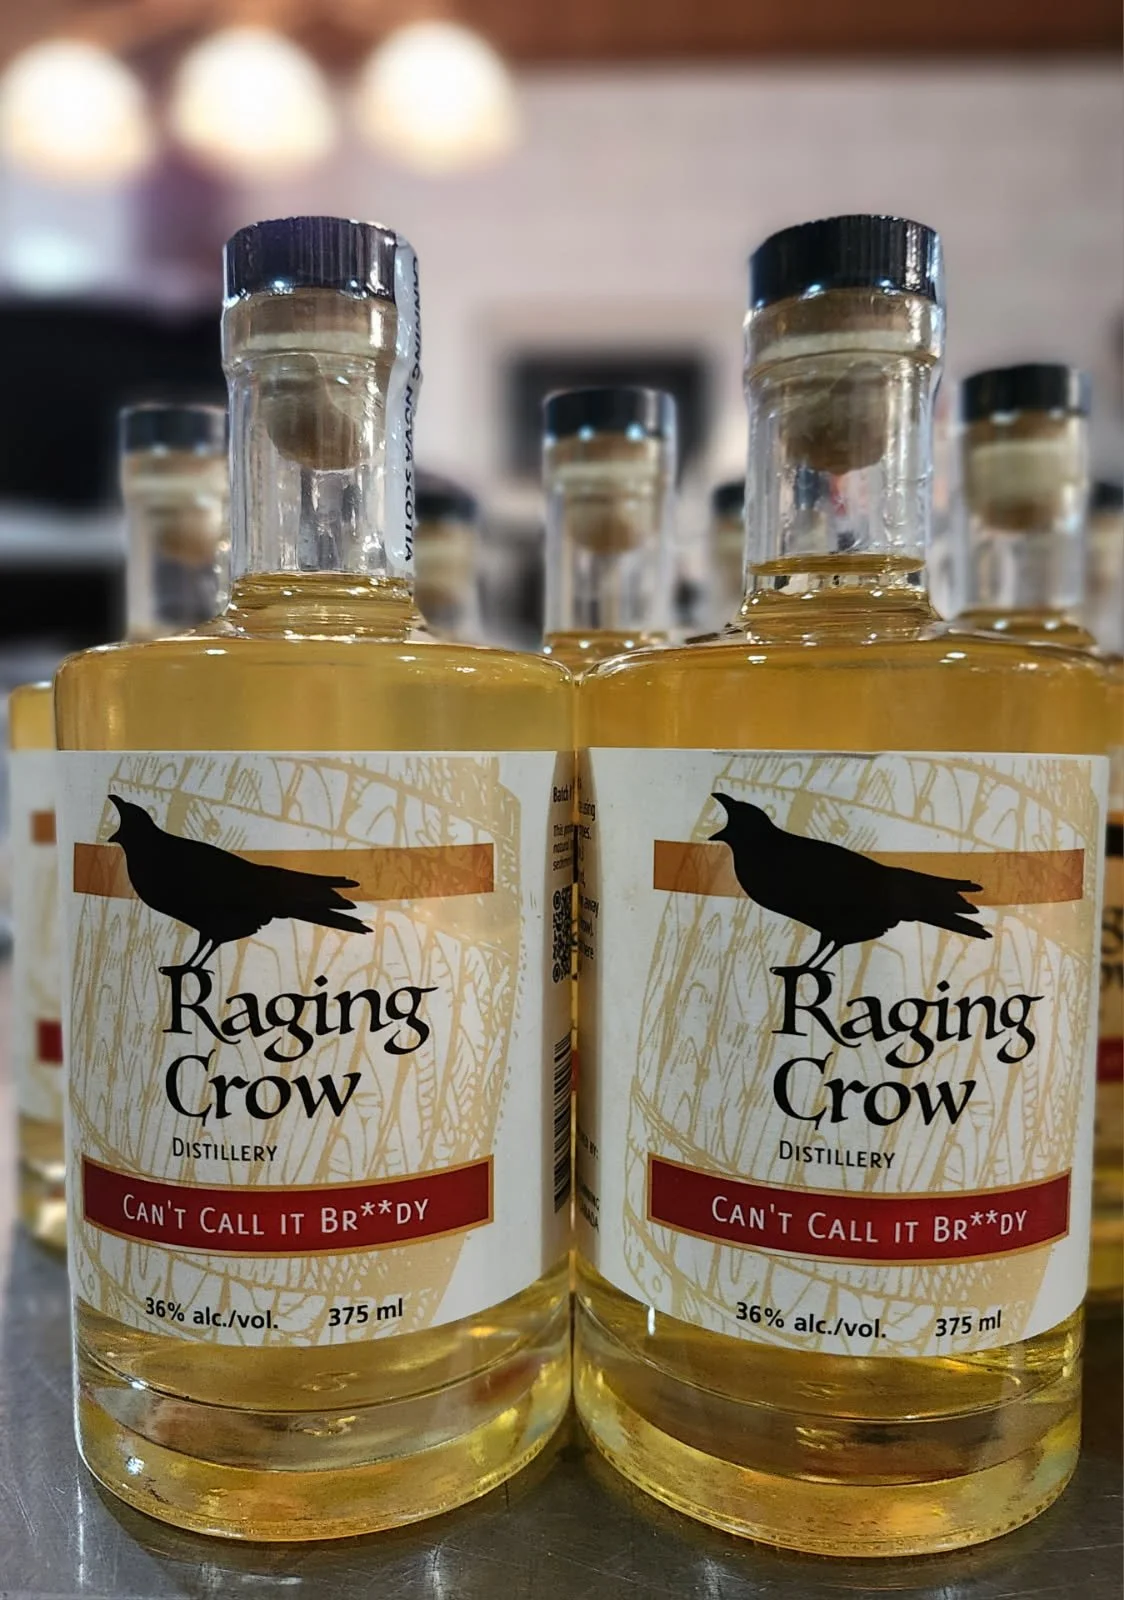 NOVA SCOTIA
Raging
Crow
Distillery
Can't Call it Br**dy
36% alc./vol. 375 ml
Batch
Raging
Crow
Distillery
Can't Call it Br**dy
36% alc./vol. 375 ml